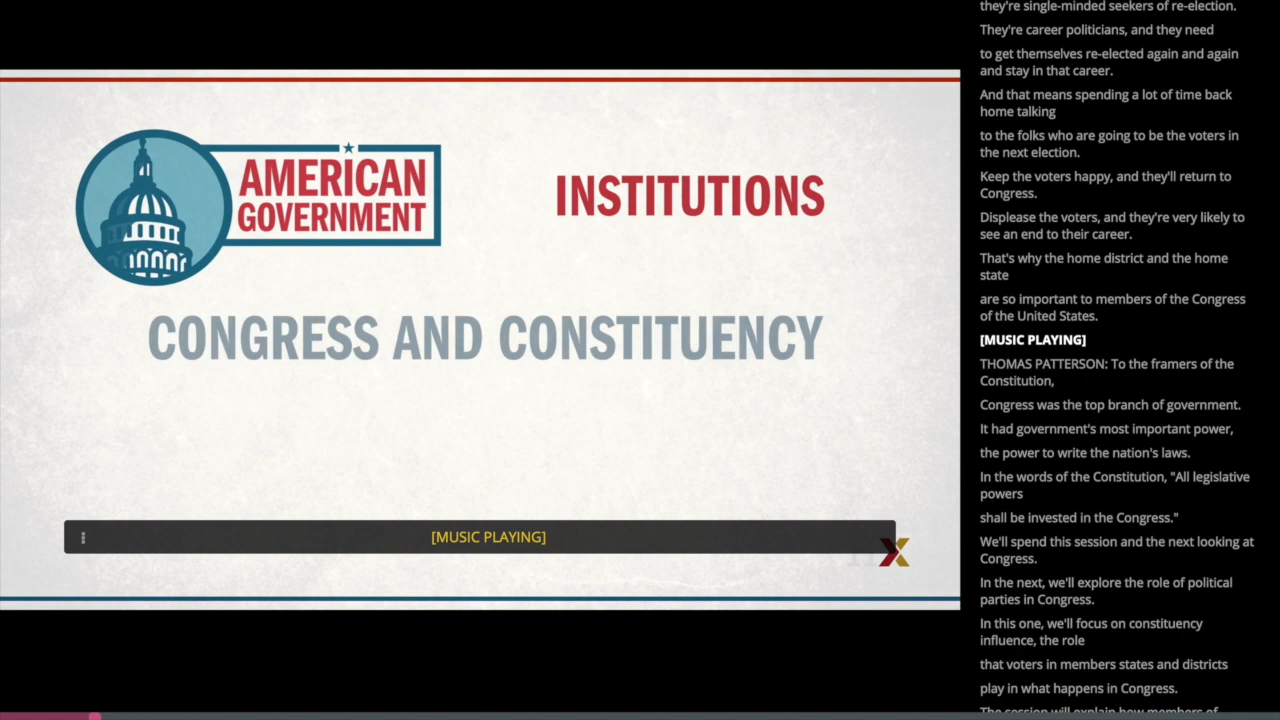 AMERICAN
GOVERNMENT
INSTITUTIONS
CONGRESS AND CONSTITUENCY
[MUSIC PLAYING]
X
they're single-minded seekers of re-election.
They're career politicians, and they need
to get themselves re-elected again and again
and stay in that career.
And that means spending a lot of time back
home talking
to the folks who are going to be the voters in
the next election.
Keep the voters happy, and they'll return to
Congress.
Displease the voters, and they're very likely to
see an end to their career.
That's why the home district and the home
state
are so important to members of the Congress
of the United States.
[MUSIC PLAYING]
THOMAS PATTERSON: To the framers of the
Constitution,
Congress was the top branch of government.
It had government's most important power,
the power to write the nation's laws.
In the words of the Constitution, "All legislative
powers
shall be invested in the Congress."
We'll spend this session and the next looking at
Congress.
In the next, we'll explore the role of political
parties in Congress.
In this one, we'll focus on constituency
influence, the role
that voters in members states and districts
play in what happens in Congress.
The session will explain how members of